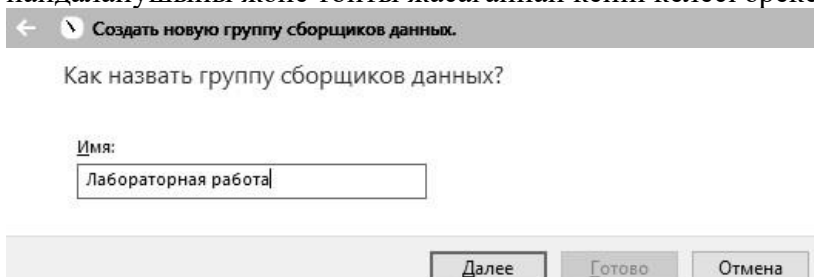 Создать новую группу сборщиков данных.
Как назвать группу сборщиков данных?
Имя:
Лабораторная работа
Далее Готово Отмена